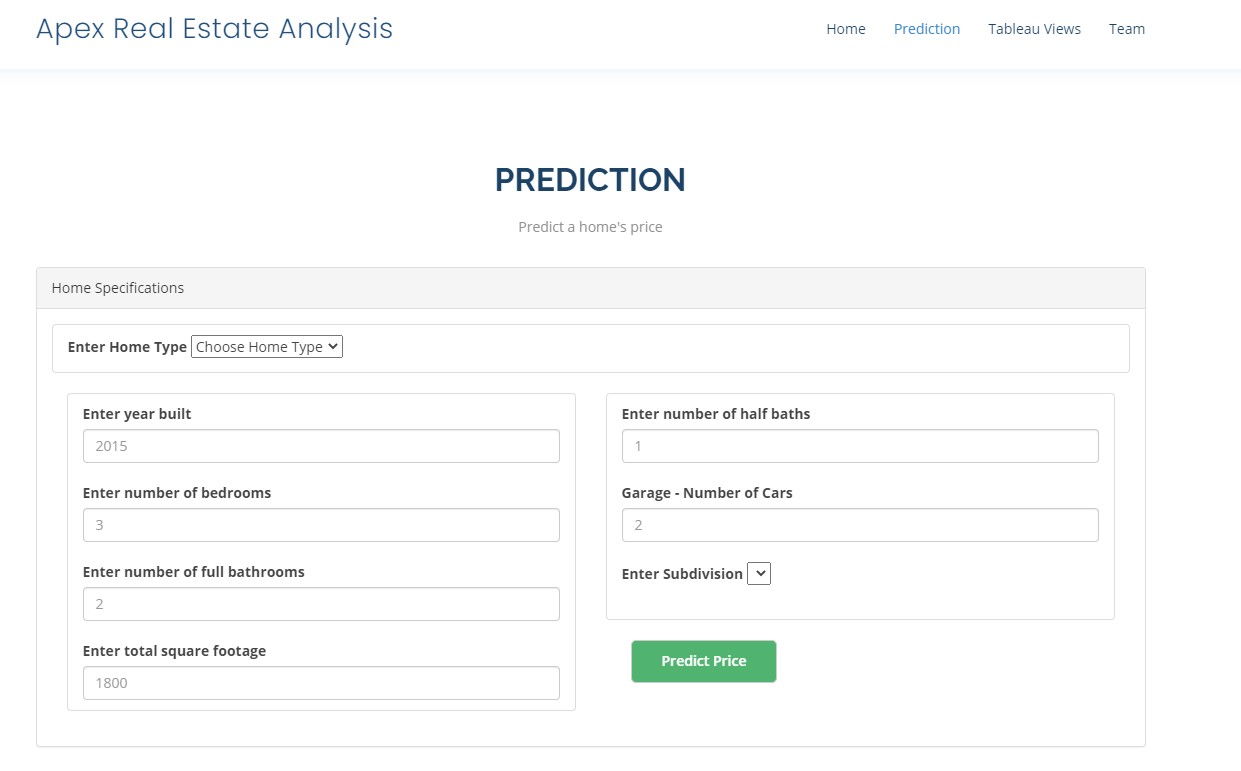 Apex Real Estate Analysis
Home Prediction Tableau Views Team
PREDICTION
Predict a home's price
Home Specifications
Enter Home Type Choose Home Type
Enter year built
2015
Enter number of bedrooms
3
Enter number of full bathrooms
2
Enter total square footage
1800
Enter number of half baths
1
Garage - Number of Cars
2
Enter Subdivision
Predict Price